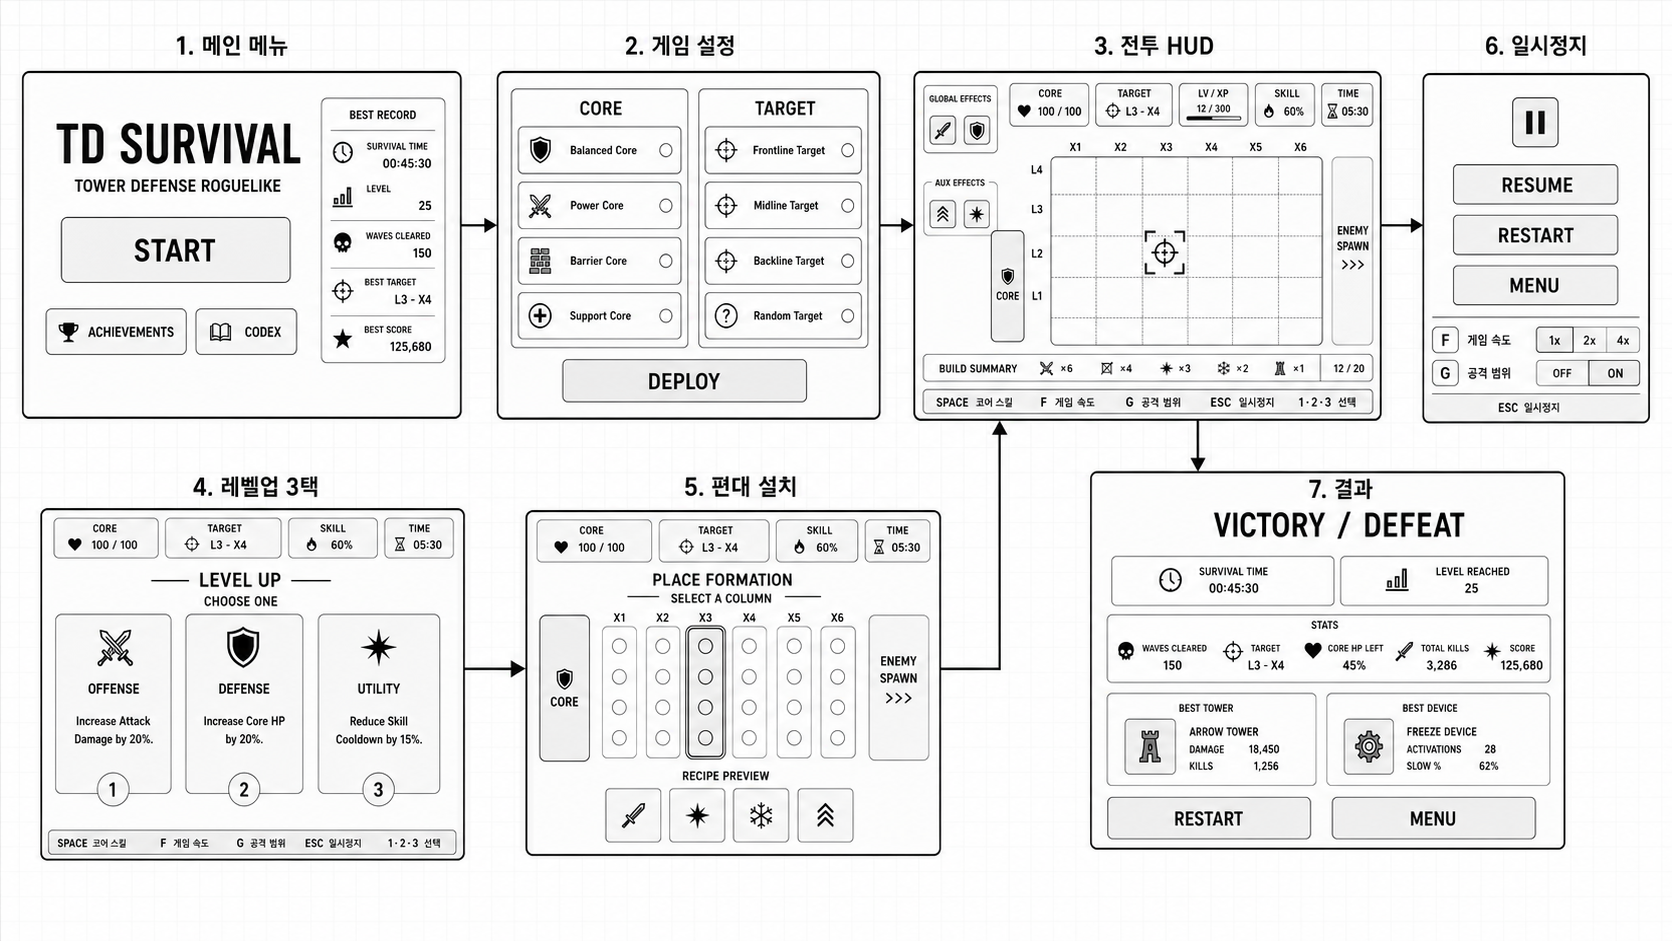 1. 메인 메뉴
TD SURVIVAL
TOWER DEFENSE ROGUELIKE
START
ACHIEVEMENTS
CODEX
BEST RECORD
SURVIVAL TIME
00:45:30
LEVEL
25
WAVES CLEARED
150
BEST TARGET
L3 - X4
BEST SCORE
125,680
2. 게임 설정
CORE
Balanced Core
Power Core
Barrier Core
Support Core
TARGET
Frontline Target
Midline Target
Backline Target
? Random Target
DEPLOY
3. 전투 HUD
GLOBAL EFFECTS
AUX EFFECTS
CORE
100 / 100
TARGET
L3 - X4
LV / XP
12 / 300
SKILL
60%
TIME
05:30
X1 X2 X3 X4 X5 X6
L4
L3
L2
L1
CORE
ENEMY
SPAWN
>>>
BUILD SUMMARY ×6 ×4 ×3 ×2 ×1 12 / 20
SPACE 코어 스킬 F 게임 속도 G 공격 범위 ESC 일시정지 1·2·3 선택
6. 일시정지
RESUME
RESTART
MENU
F 게임 속도 1x 2x 4x
G 공격 범위 OFF ON
ESC 일시정지
4. 레벨업 3택
CORE
100 / 100
TARGET
L3 - X4
SKILL
60%
TIME
05:30
LEVEL UP
CHOOSE ONE
OFFENSE
Increase Attack
Damage by 20%.
1
DEFENSE
Increase Core HP
by 20%.
2
UTILITY
Reduce Skill
Cooldown by 15%.
3
SPACE 코어 스킬 F 게임 속도 G 공격 범위 ESC 일시정지 1·2·3 선택
5. 편대 설치
CORE
100 / 100
TARGET
L3 - X4
SKILL
60%
TIME
05:30
PLACE FORMATION
SELECT A COLUMN
X1 X2 X3 X4 X5 X6
CORE
ENEMY
SPAWN
>>>
RECIPE PREVIEW
7. 결과
VICTORY / DEFEAT
SURVIVAL TIME
00:45:30
LEVEL REACHED
25
STATS
WAVES CLEARED
150
TARGET
L3 - X4
CORE HP LEFT
45%
TOTAL KILLS
3,286
SCORE
125,680
BEST TOWER
ARROW TOWER
DAMAGE 18,450
KILLS 1,256
BEST DEVICE
FREEZE DEVICE
ACTIVATIONS 28
SLOW % 62%
RESTART
MENU